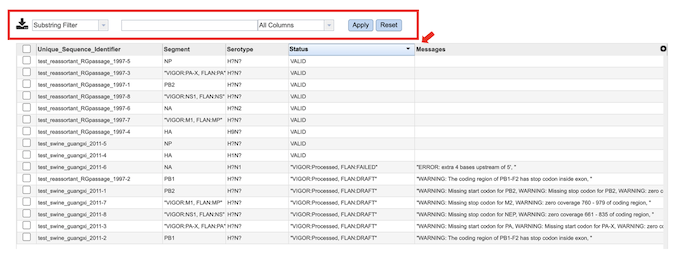 Substring Filter All Columns Apply Reset
Unique_Sequence_Identifier Segment Serotype Status Messages
test_reassortant_RGpassage_1997-5 NP H?N? VALID
test_reassortant_RGpassage_1997-3 "VIGOR:PA-X, FLAN:PA" H?N? VALID
test_reassortant_RGpassage_1997-1 PB2 H?N? VALID
test_reassortant_RGpassage_1997-8 "VIGOR:NS1, FLAN:NS" H?N? VALID
test_reassortant_RGpassage_1997-6 NA H?N2 VALID
test_reassortant_RGpassage_1997-7 "VIGOR:M1, FLAN:MP" H?N? VALID
test_reassortant_RGpassage_1997-4 HA H9N? VALID
test_swine_guangxi_2011-5 NP H?N? VALID
test_swine_guangxi_2011-4 HA H1N? VALID
test_swine_guangxi_2011-6 NA H?N1 "VIGOR:Processed, FLAN:FAILED" "ERROR: extra 4 bases upstream of 5', "
test_reassortant_RGpassage_1997-2 PB1 H?N? "VIGOR:Processed, FLAN:DRAFT" "WARNING: The coding region of PB1-F2 has stop codon inside exon, "
test_swine_guangxi_2011-1 PB2 H?N? "VIGOR:Processed, FLAN:DRAFT" "WARNING: Missing start codon for PB2, WARNING: Missing stop codon for PB2, WARNING: zero c
test_swine_guangxi_2011-7 "VIGOR:M1, FLAN:MP" H?N? "VIGOR:Processed, FLAN:DRAFT" "WARNING: Missing stop codon for M2, WARNING: zero coverage 760 - 979 of coding region, "
test_swine_guangxi_2011-8 "VIGOR:NS1, FLAN:NS" H?N? "VIGOR:Processed, FLAN:DRAFT" "WARNING: Missing stop codon for NEP, WARNING: zero coverage 661 - 835 of coding region, "
test_swine_guangxi_2011-3 "VIGOR:PA-X, FLAN:PA" H?N? "VIGOR:Processed, FLAN:DRAFT" "WARNING: Missing start codon for PA, WARNING: Missing start codon for PA-X, WARNING: zero c
test_swine_guangxi_2011-2 PB1 H?N? "VIGOR:Processed, FLAN:DRAFT" "WARNING: The coding region of PB1-F2 has stop codon inside exon, "